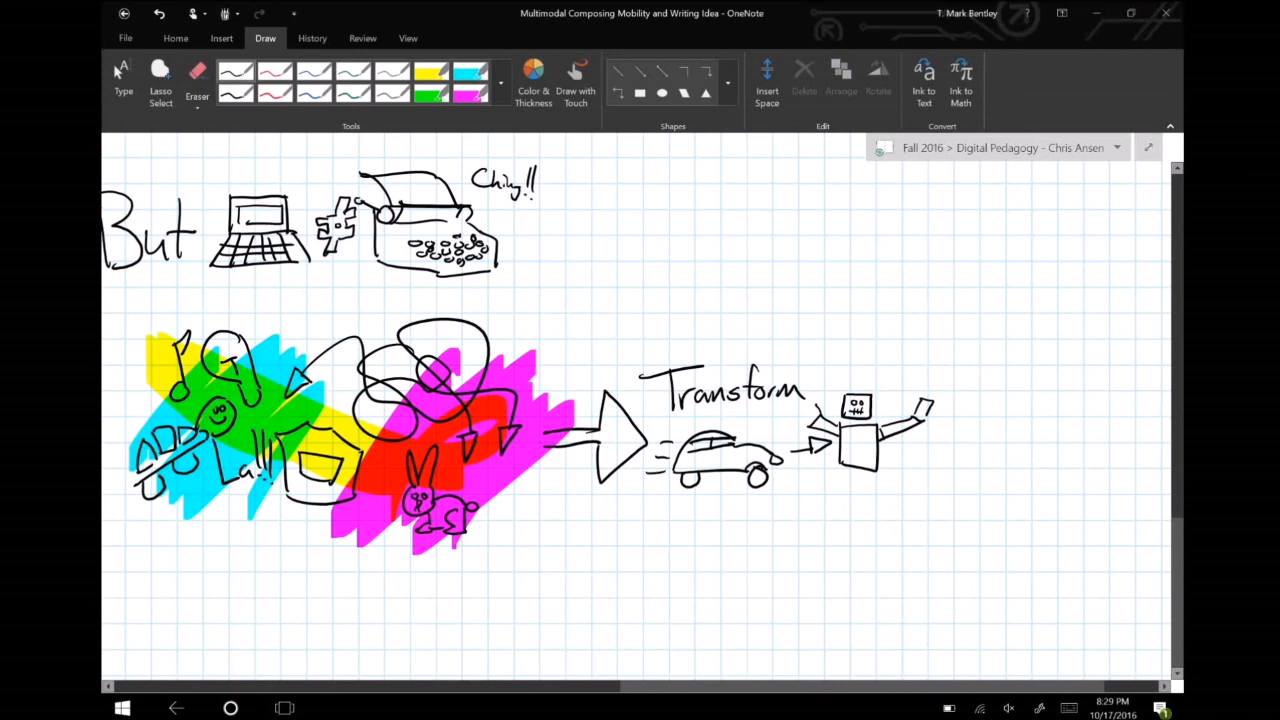 Multimodal Composing Mobility and Writing Idea - OneNote
T. Mark Bentley
?
File Home Insert Draw History Review View
Type
Lasso
Select
Eraser
Color &
Thickness
Draw with
Touch
Insert
Space
Delete
Arrange
Rotate
Ink to
Text
Ink to
Math
Tools
Shapes
Edit
Convert
Fall 2016 > Digital Pedagogy - Chris Ansen
But
Ching!!
Transform
La!!!
8:29 PM
10/17/2016
1